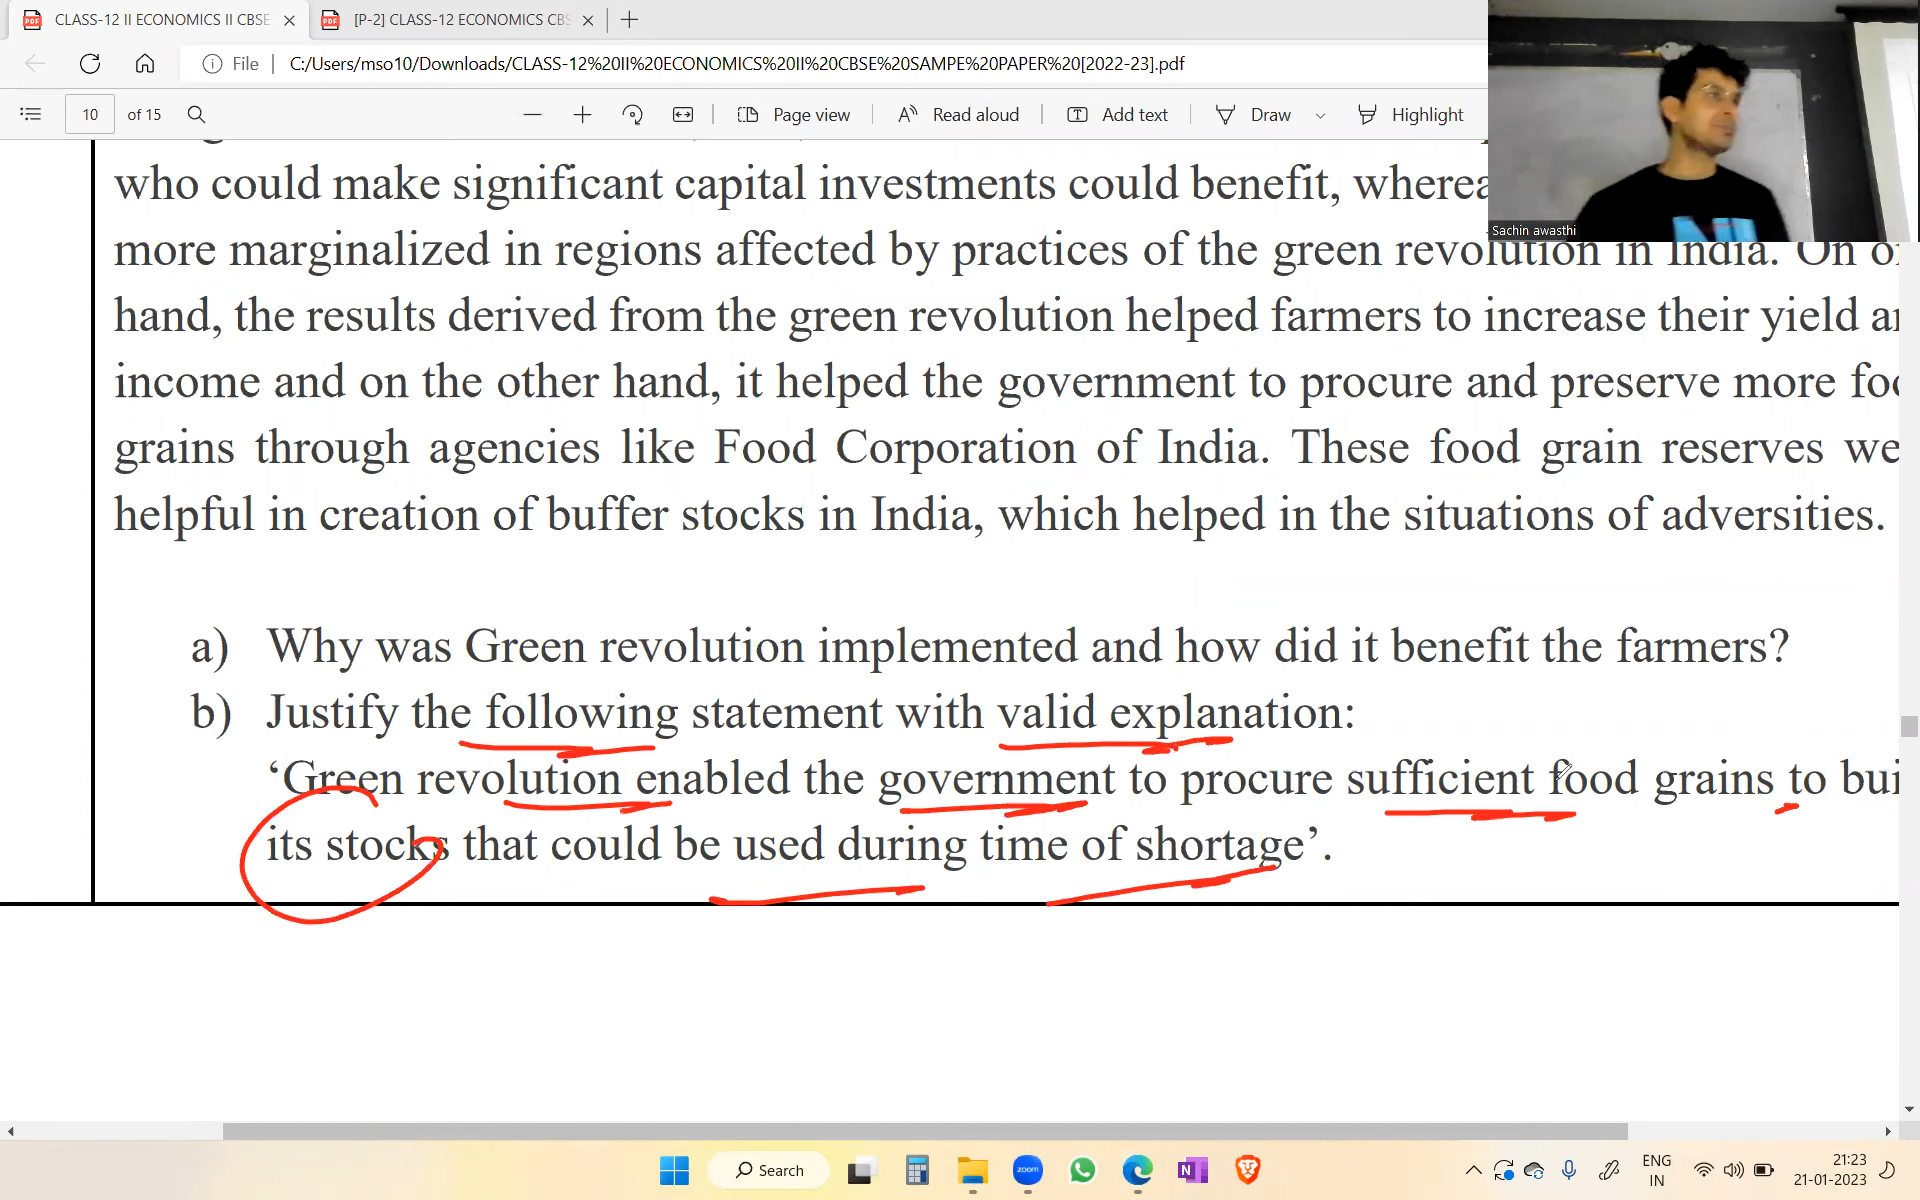 CLASS-12 II ECONOMICS II CBSE
[P-2] CLASS-12 ECONOMICS CBS
File
C:/Users/mso10/Downloads/CLASS-12%20II%20ECONOMICS%20II%20CBSE%20SAMPE%20PAPER%20[2022-23].pdf
10 of 15
Page view
Read aloud
Add text
Draw
Highlight
Sachin awasthi
who could make significant capital investments could benefit, wherea
more marginalized in regions affected by practices of the green revolution in India. On o
hand, the results derived from the green revolution helped farmers to increase their yield a
income and on the other hand, it helped the government to procure and preserve more foo
grains through agencies like Food Corporation of India. These food grain reserves we
helpful in creation of buffer stocks in India, which helped in the situations of adversities.
a) Why was Green revolution implemented and how did it benefit the farmers?
b) Justify the following statement with valid explanation:
‘Green revolution enabled the government to procure sufficient food grains to bui
its stocks that could be used during time of shortage’.
Search
zoom
N
ENG
IN
21:23
21-01-2023